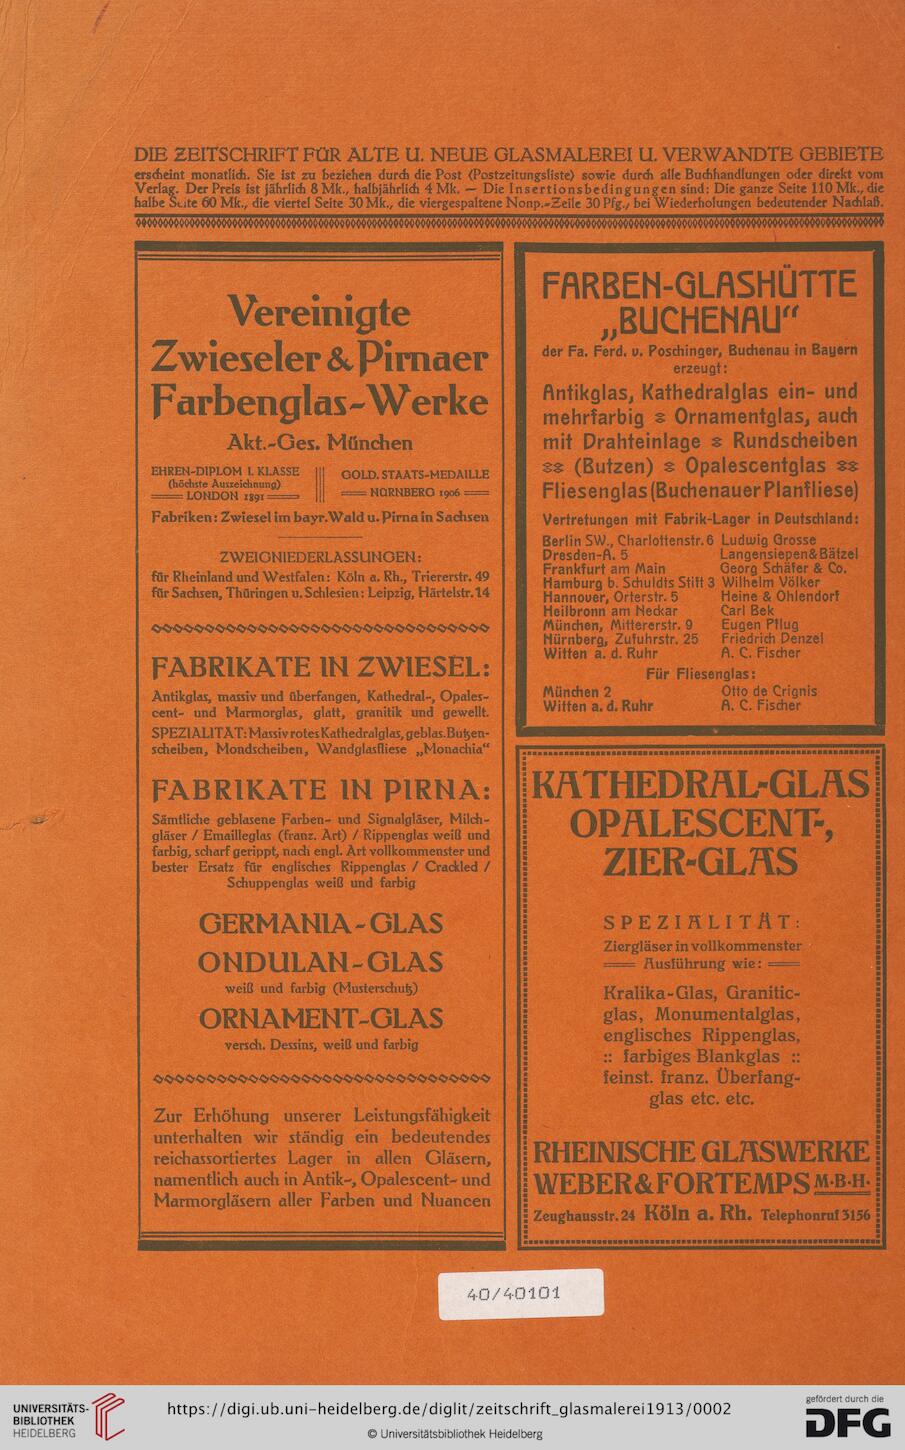 DIE ZEITSCHRIFT FÜR ALTE U. NEUE GLASMALEREI U. VERWANDTE GEBIETE
erscheint monatlich. Sie ist zu beziehen durch die Post (Postzeitungsliste) sowie durch alle Buchhandlungen oder direkt vom
Verlag. Der Preis ist jährlich 8 Mk., halbjährlich 4 Mk. — Die Insertionsbedingungen sind: Die ganze Seite 110 Mk., die
halbe Seite 60 Mk., die viertel Seite 30 Mk., die viergespaltene Nonp.-Zeile 30 Pfg., bei Wiederholungen bedeutender Nachlaß.
Vereinigte
Zwieseler & Pirnaer
Farbenglas-Werke
Akt.-Ges. München
EHREN-DIPLOM I. KLASSE
(höchste Auszeichnung)
LONDON 1891
GOLD. STAATS-MEDAILLE
NÜRNBERG 1906
Fabriken: Zwiesel im bayr. Wald u. Pirna in Sachsen
ZWEIGNIEDERLASSUNGEN:
für Rheinland und Westfalen: Köln a. Rh., Triererstr. 49
für Sachsen, Thüringen u. Schlesien: Leipzig, Härtelstr. 14
FABRIKATE IN ZWIESEL:
Antikglas, massiv und überfangen, Kathedral-, Opales-
cent- und Marmorglas, glatt, granitik und gewellt.
SPEZIALITAT: Massiv rotes Kathedralglas, geblas. Butzen-
scheiben, Mondscheiben, Wandglasfliese „Monachia“
FABRIKATE IN PIRNA:
Sämtliche geblasene Farben- und Signalgläser, Milch-
gläser / Emailleglas (franz. Art) / Rippenglas weiß und
farbig, scharf gerippt, nach engl. Art vollkommenster und
bester Ersatz für englisches Rippenglas / Crackled /
Schuppenglas weiß und farbig
GERMANIA-GLAS
ONDULAN-GLAS
weiß und farbig (Musterschutz)
ORNAMENT-GLAS
versch. Dessins, weiß und farbig
Zur Erhöhung unserer Leistungsfähigkeit
unterhalten wir ständig ein bedeutendes
reichassortiertes Lager in allen Gläsern,
namentlich auch in Antik-, Opalescent- und
Marmorgläsern aller Farben und Nuancen
FARBEN-GLASHÜTTE
„BUCHENAU“
der Fa. Ferd. v. Poschinger, Buchenau in Bayern
erzeugt:
Antikglas, Kathedralglas ein- und
mehrfarbig Ornamentglas, auch
mit Drahteinlage Rundscheiben
(Butzen) Opalescentglas
Fliesenglas (Buchenauer Planfliese)
Vertretungen mit Fabrik-Lager in Deutschland:
Berlin SW., Charlottenstr. 6 Ludwig Grosse
Dresden-A. 5 Langensiepen & Bätzel
Frankfurt am Main Georg Schäfer & Co.
Hamburg b. Schuldts Stift 3 Wilhelm Völker
Hannover, Orterstr. 5 Heine & Ohlendorf
Heilbronn am Neckar Carl Bek
München, Mittererstr. 9 Eugen Pflug
Nürnberg, Zufuhrstr. 25 Friedrich Denzel
Witten a. d. Ruhr A. C. Fischer
Für Fliesenglas:
München 2 Otto de Crignis
Witten a. d. Ruhr A. C. Fischer
KATHEDRAL-GLAS
OPALESCENT-,
ZIER-GLAS
SPEZIALITÄT:
Ziergläser in vollkommenster
Ausführung wie:
Kralika-Glas, Granitic-
glas, Monumentalglas,
englisches Rippenglas,
:: farbiges Blankglas ::
feinst. franz. Überfang-
glas etc. etc.
RHEINISCHE GLASWERKE
WEBER & FORTEMPS M·B·H·
Zeughausstr. 24 Köln a. Rh. Telephonruf 3156
40/40101
UNIVERSITÄTS-
BIBLIOTHEK
HEIDELBERG
https://digi.ub.uni-heidelberg.de/diglit/zeitschrift_glasmalerei1913/0002
© Universitätsbibliothek Heidelberg
gefördert durch die
DFG